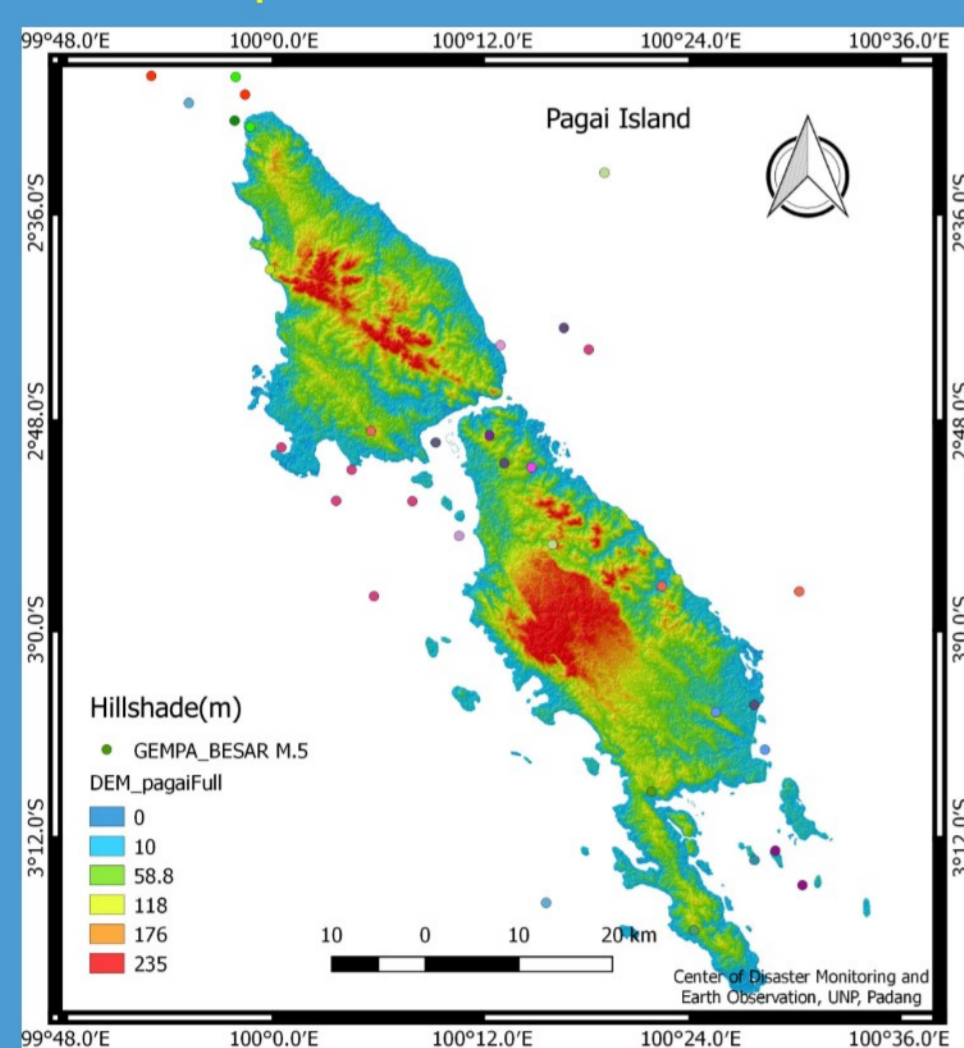 99°48.0′E 100°0.0′E 100°12.0′E 100°24.0′E 100°36.0′E
Pagai Island
2°36.0′S 2°36.0′S
2°48.0′S 2°48.0′S
3°0.0′S 3°0.0′S
Hillshade(m)
GEMPA_BESAR M.5
DEM_pagaiFull
0
10
58.8
118
176
235
3°12.0′S 3°12.0′S
10 0 10 20 km
Center of Disaster Monitoring and
Earth Observation, UNP, Padang
99°48.0′E 100°0.0′E 100°12.0′E 100°24.0′E 100°36.0′E